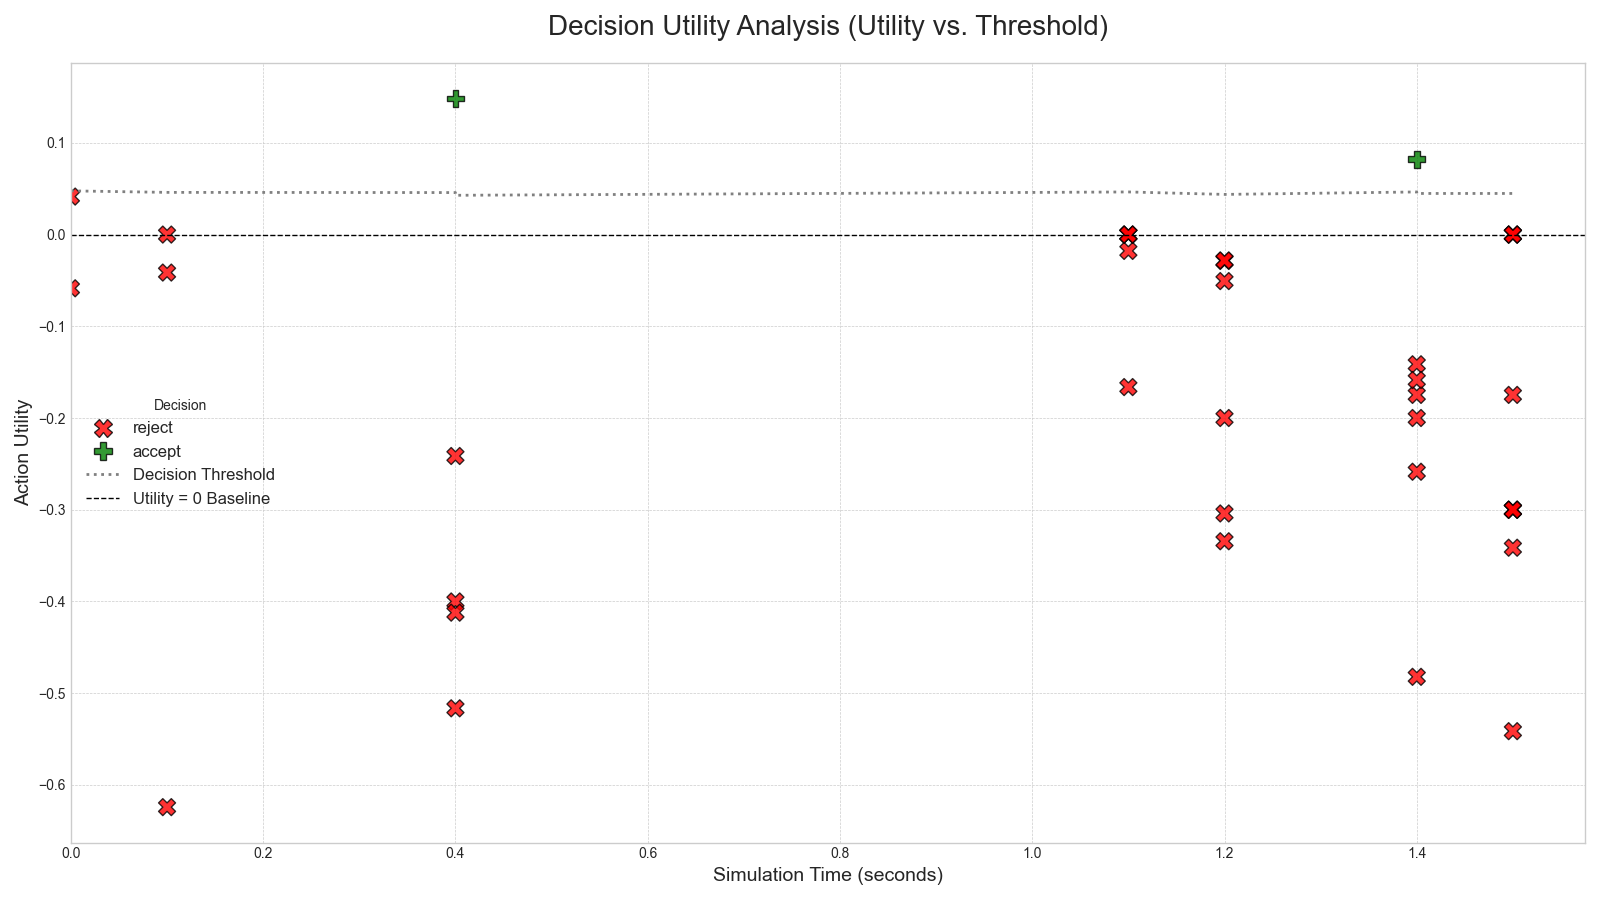 Decision Utility Analysis (Utility vs. Threshold)
Action Utility
0.1
0.0
−0.1
−0.2
−0.3
−0.4
−0.5
−0.6
Decision
reject
accept
Decision Threshold
Utility = 0 Baseline
0.0 0.2 0.4 0.6 0.8 1.0 1.2 1.4
Simulation Time (seconds)